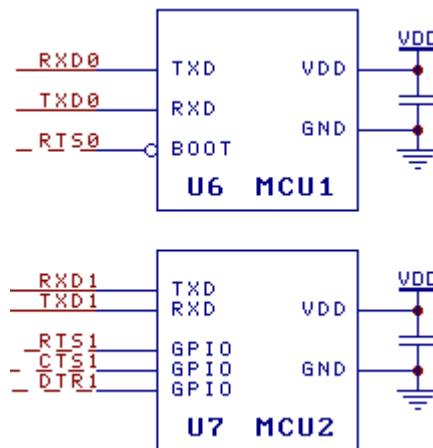 VDD
RXD0 TXD VDD
TXD0 RXD
GND
RTS0 BOOT
U6 MCU1
VDD
RXD1 TXD
TXD1 RXD VDD
RTS1 GPIO
CTS1 GPIO GND
DTR1 GPIO
U7 MCU2